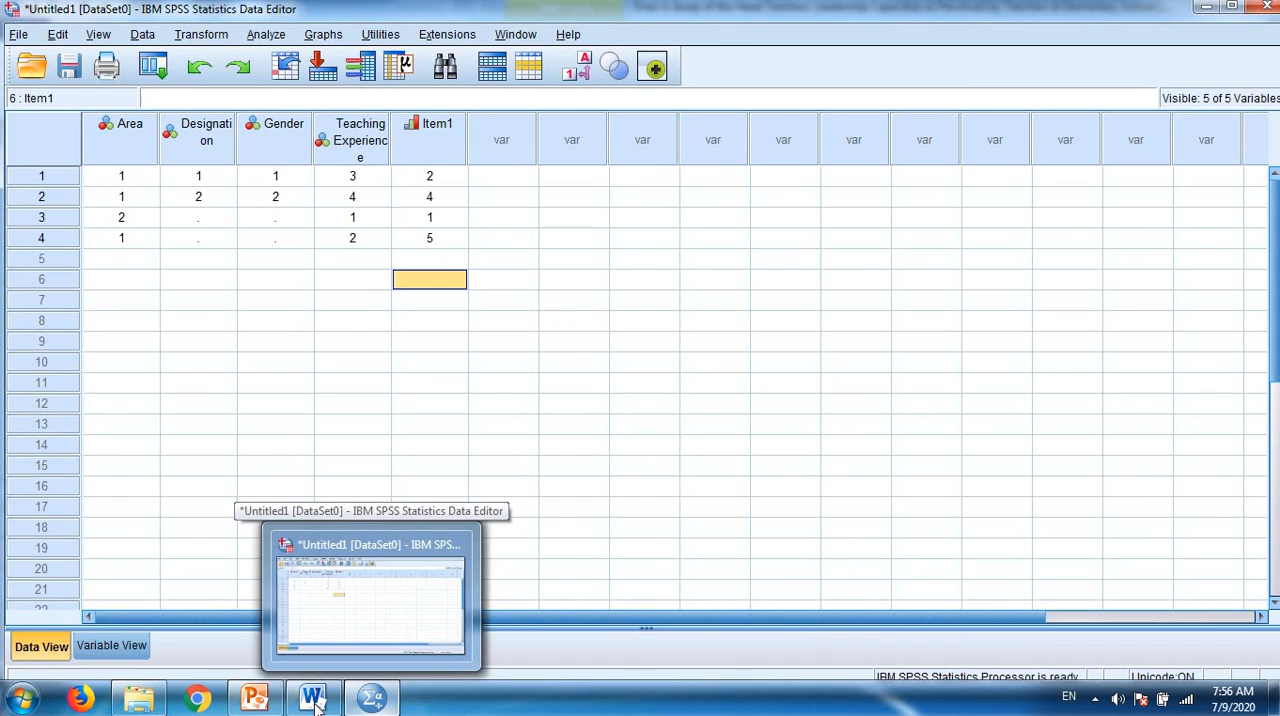 *Untitled1 [DataSet0] - IBM SPSS Statistics Data Editor
File Edit View Data Transform Analyze Graphs Utilities Extensions Window Help
6 : Item1
Visible: 5 of 5 Variables
Area Designati on Gender Teaching Experienc e Item1 var var var var var var var var var var var
1 1 1 1 3 2
2 1 2 2 4 4
3 2 . . 1 1
4 1 . . 2 5
5
6
7
8
9
10
11
12
13
14
15
16
17
*Untitled1 [DataSet0] - IBM SPSS Statistics Data Editor
18
19
*Untitled1 [DataSet0] - IBM SPS...
20
21
22
Data View Variable View
IBM SPSS Statistics Processor is ready
Unicode:ON
EN
7:56 AM
7/9/2020